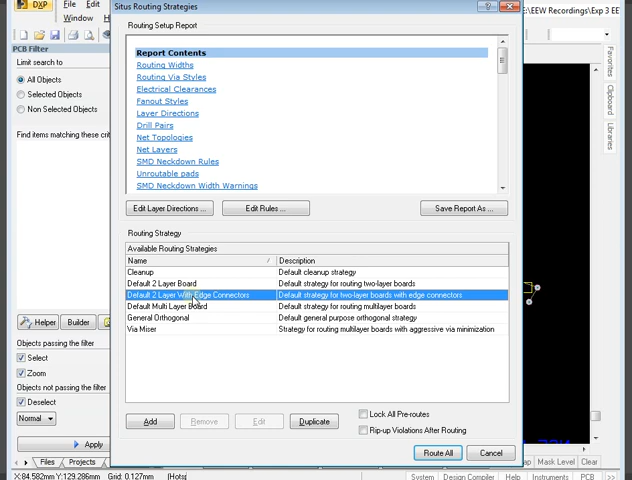 DXP File Edit
Window
PCB Filter
Limit search to
All Objects
Selected Objects
Non Selected Objects
Find items matching these crit
Helper Builder
Objects passing the filter
Select
Zoom
Objects not passing the filter
Deselect
Normal
Apply
Files Projects
X:84.582mm Y:129.286mm Grid: 0.127mm [Hots
Situs Routing Strategies
Routing Setup Report
Report Contents
Routing Widths
Routing Via Styles
Electrical Clearances
Fanout Styles
Layer Directions
Drill Pairs
Net Topologies
Net Layers
SMD Neckdown Rules
Unroutable pads
SMD Neckdown Width Warnings
Edit Layer Directions ... Edit Rules ... Save Report As ...
Routing Strategy
Available Routing Strategies
Name / Description
Cleanup Default cleanup strategy
Default 2 Layer Board Default strategy for routing two-layer boards
Default 2 Layer With Edge Connectors Default strategy for two-layer boards with edge connectors
Default Multi Layer Board Default strategy for routing multilayer boards
General Orthogonal Default general purpose orthogonal strategy
Via Miser Strategy for routing multilayer boards with aggressive via minimization
Add Remove Edit Duplicate
Lock All Pre-routes
Rip-up Violations After Routing
Route All Cancel
EEW Recordings\Exp 3
Favorites
Clipboard
Libraries
Mask Level Clear
System Design Compiler Help Instruments PCB